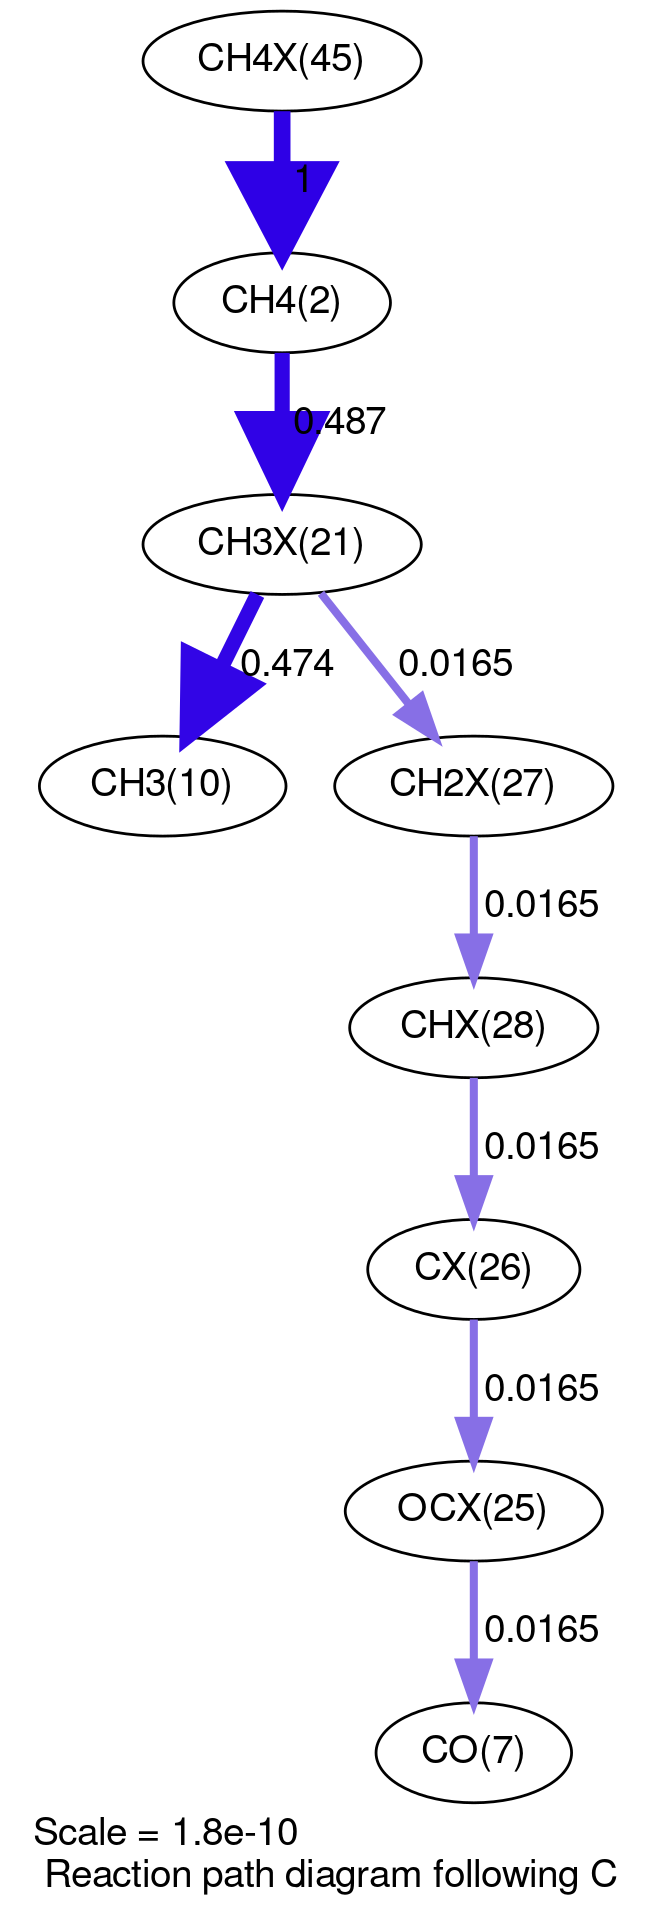 CH4X(45)
1
CH4(2)
0.487
CH3X(21)
0.474
0.0165
CH3(10)
CH2X(27)
0.0165
CHX(28)
0.0165
CX(26)
0.0165
OCX(25)
0.0165
CO(7)
Scale = 1.8e-10
Reaction path diagram following C